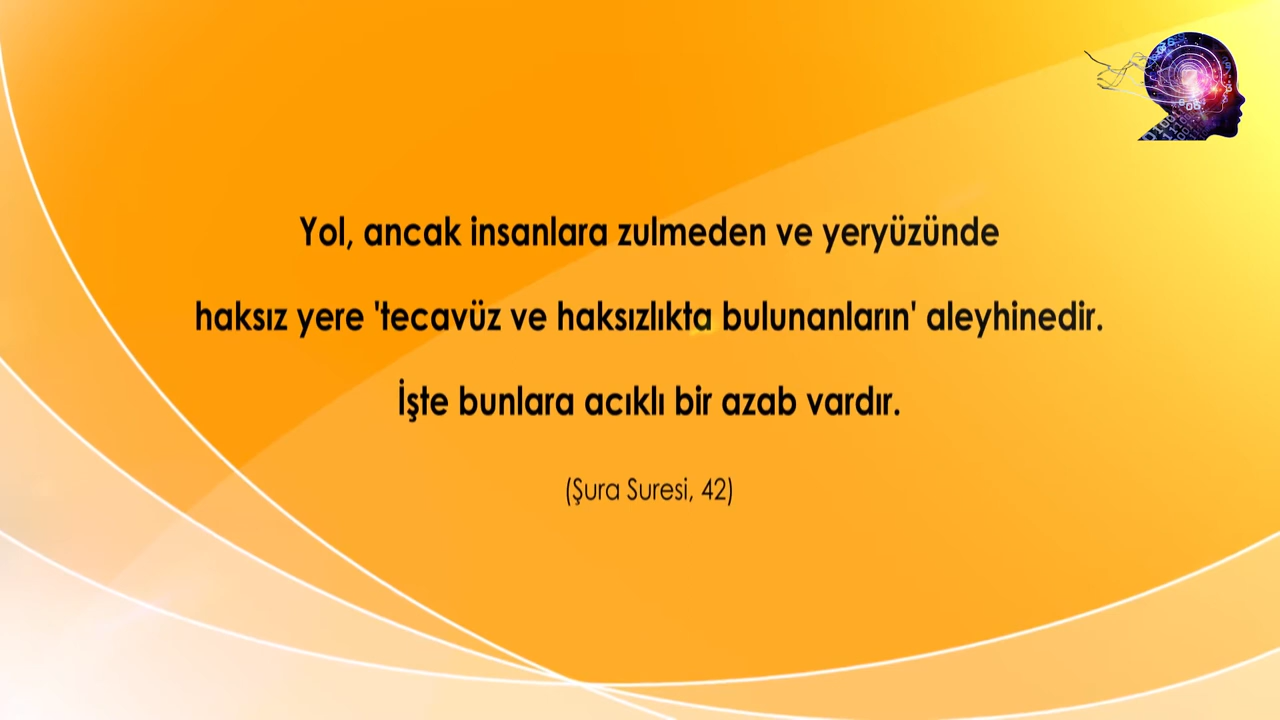 Yol, ancak insanlara zulmeden ve yeryüzünde
haksız yere 'tecavüz ve haksızlıkta bulunanların' aleyhinedir.
İşte bunlara acıklı bir azab vardır.
(Şura Suresi, 42)